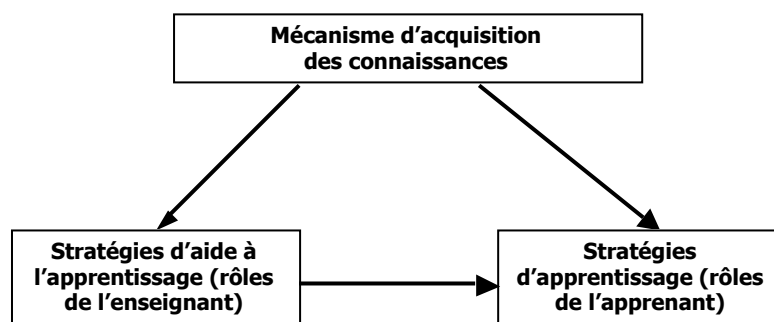 Mécanisme d’acquisition
des connaissances
Stratégies d’aide à
l’apprentissage (rôles
de l’enseignant)
Stratégies
d’apprentissage (rôles
de l’apprenant)